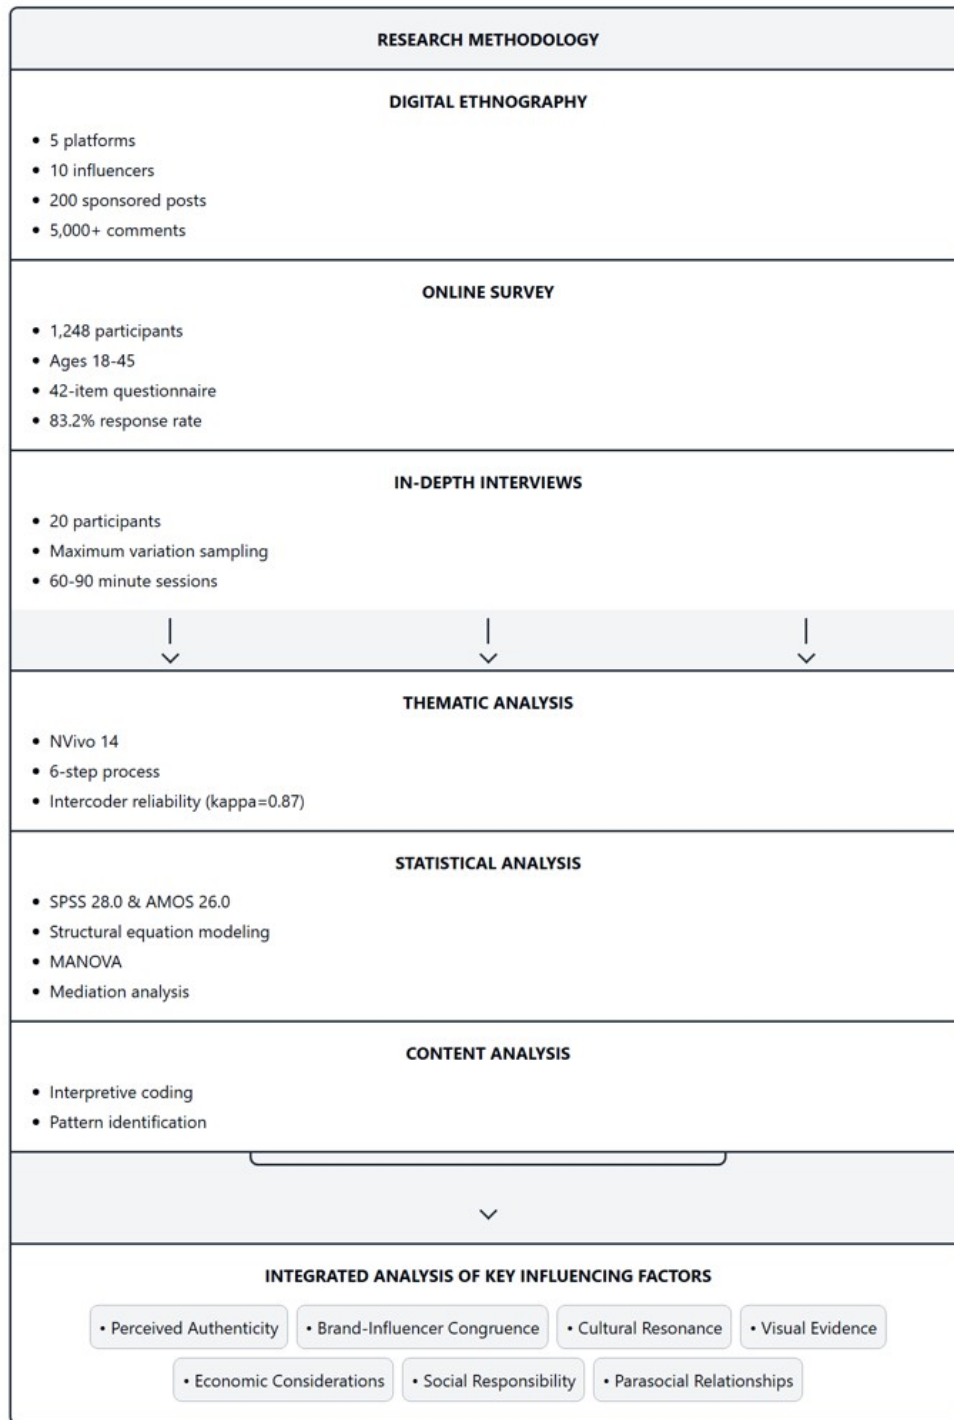 RESEARCH METHODOLOGY
DIGITAL ETHNOGRAPHY
• 5 platforms
• 10 influencers
• 200 sponsored posts
• 5,000+ comments
ONLINE SURVEY
• 1,248 participants
• Ages 18-45
• 42-item questionnaire
• 83.2% response rate
IN-DEPTH INTERVIEWS
• 20 participants
• Maximum variation sampling
• 60-90 minute sessions
THEMATIC ANALYSIS
• NVivo 14
• 6-step process
• Intercoder reliability (kappa=0.87)
STATISTICAL ANALYSIS
• SPSS 28.0 & AMOS 26.0
• Structural equation modeling
• MANOVA
• Mediation analysis
CONTENT ANALYSIS
• Interpretive coding
• Pattern identification
INTEGRATED ANALYSIS OF KEY INFLUENCING FACTORS
• Perceived Authenticity • Brand-Influencer Congruence • Cultural Resonance • Visual Evidence
• Economic Considerations • Social Responsibility • Parasocial Relationships